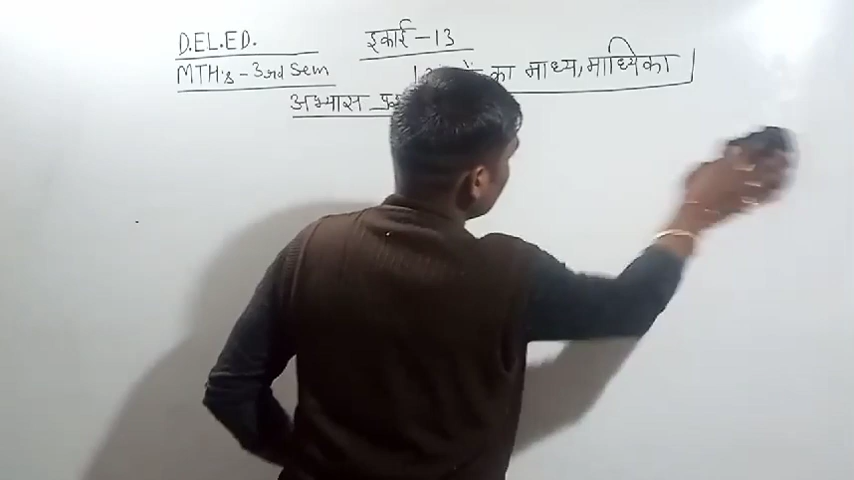 D.EL.ED. इकाई - 13
MTH's - 3rd Sem का माध्य, माध्यिका
अभ्यास